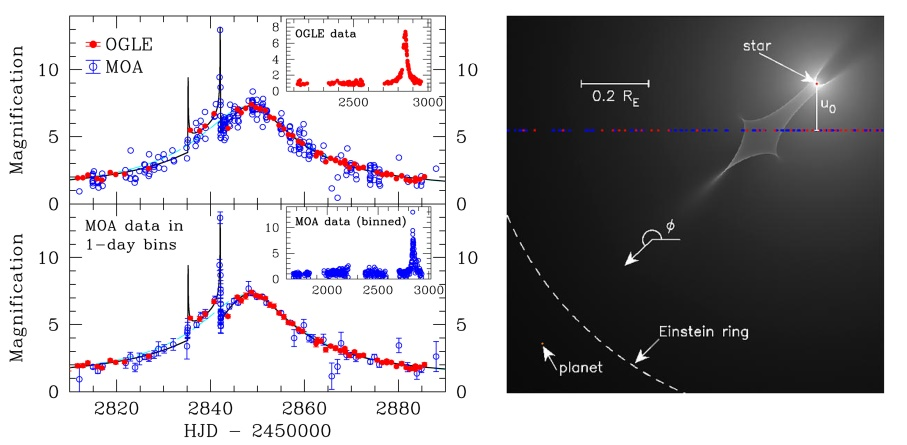 Magnification
10
5
0
OGLE
MOA
OGLE data
8
6
4
2
0
2500
3000
10
5
0
Magnification
10
5
0
MOA data in
1-day bins
MOA data (binned)
10
5
0
2000
2500
3000
10
5
0
2820
2840
2860
2880
HJD − 2450000
star
0.2 R_E
u_0
ϕ
Einstein ring
planet